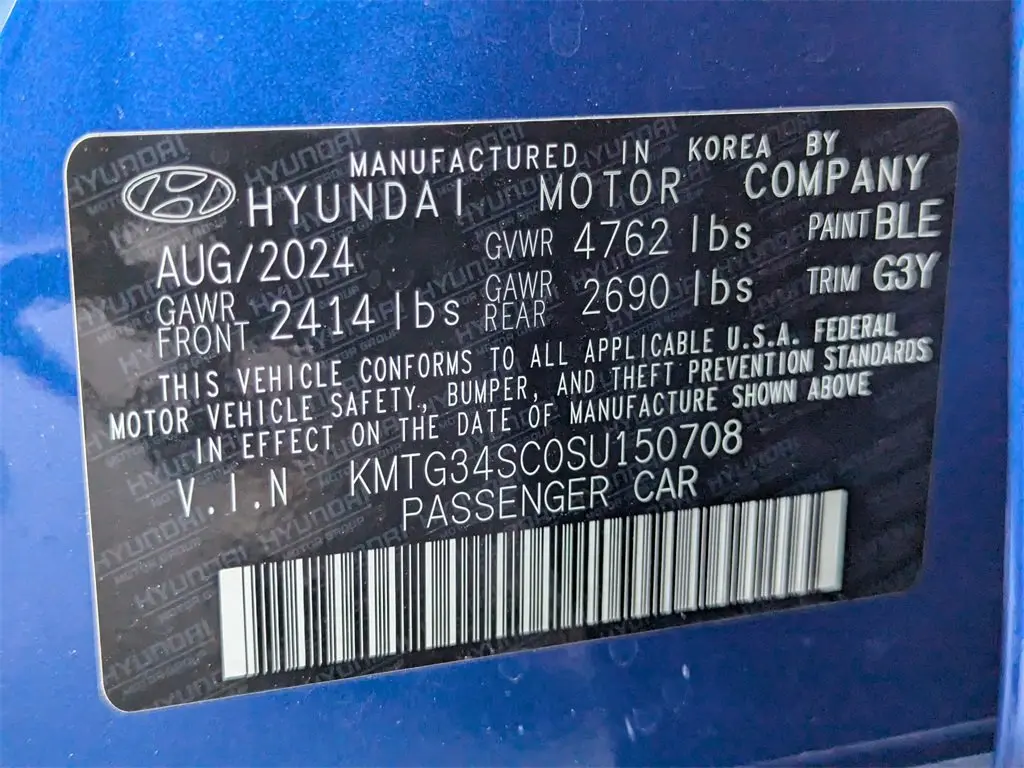 MANUFACTURED IN KOREA BY
HYUNDAI MOTOR COMPANY
AUG/2024 GVWR 4762 lbs PAINT BLE
GAWR FRONT 2414 lbs GAWR REAR 2690 lbs TRIM G3Y
THIS VEHICLE CONFORMS TO ALL APPLICABLE U.S.A. FEDERAL
MOTOR VEHICLE SAFETY, BUMPER, AND THEFT PREVENTION STANDARDS
IN EFFECT ON THE DATE OF MANUFACTURE SHOWN ABOVE
V.I.N KMTG34SC0SU150708
PASSENGER CAR